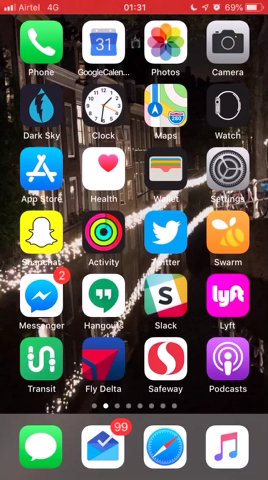 Airtel 4G 01:31 69%
Phone GoogleCalen... Photos Camera
31
Dark Sky Clock Maps Watch
280
App Store Health Wallet Settings
Snapchat Activity Twitter Swarm
2
lyft
Messenger Hangouts Slack Lyft
Transit Fly Delta Safeway Podcasts
99